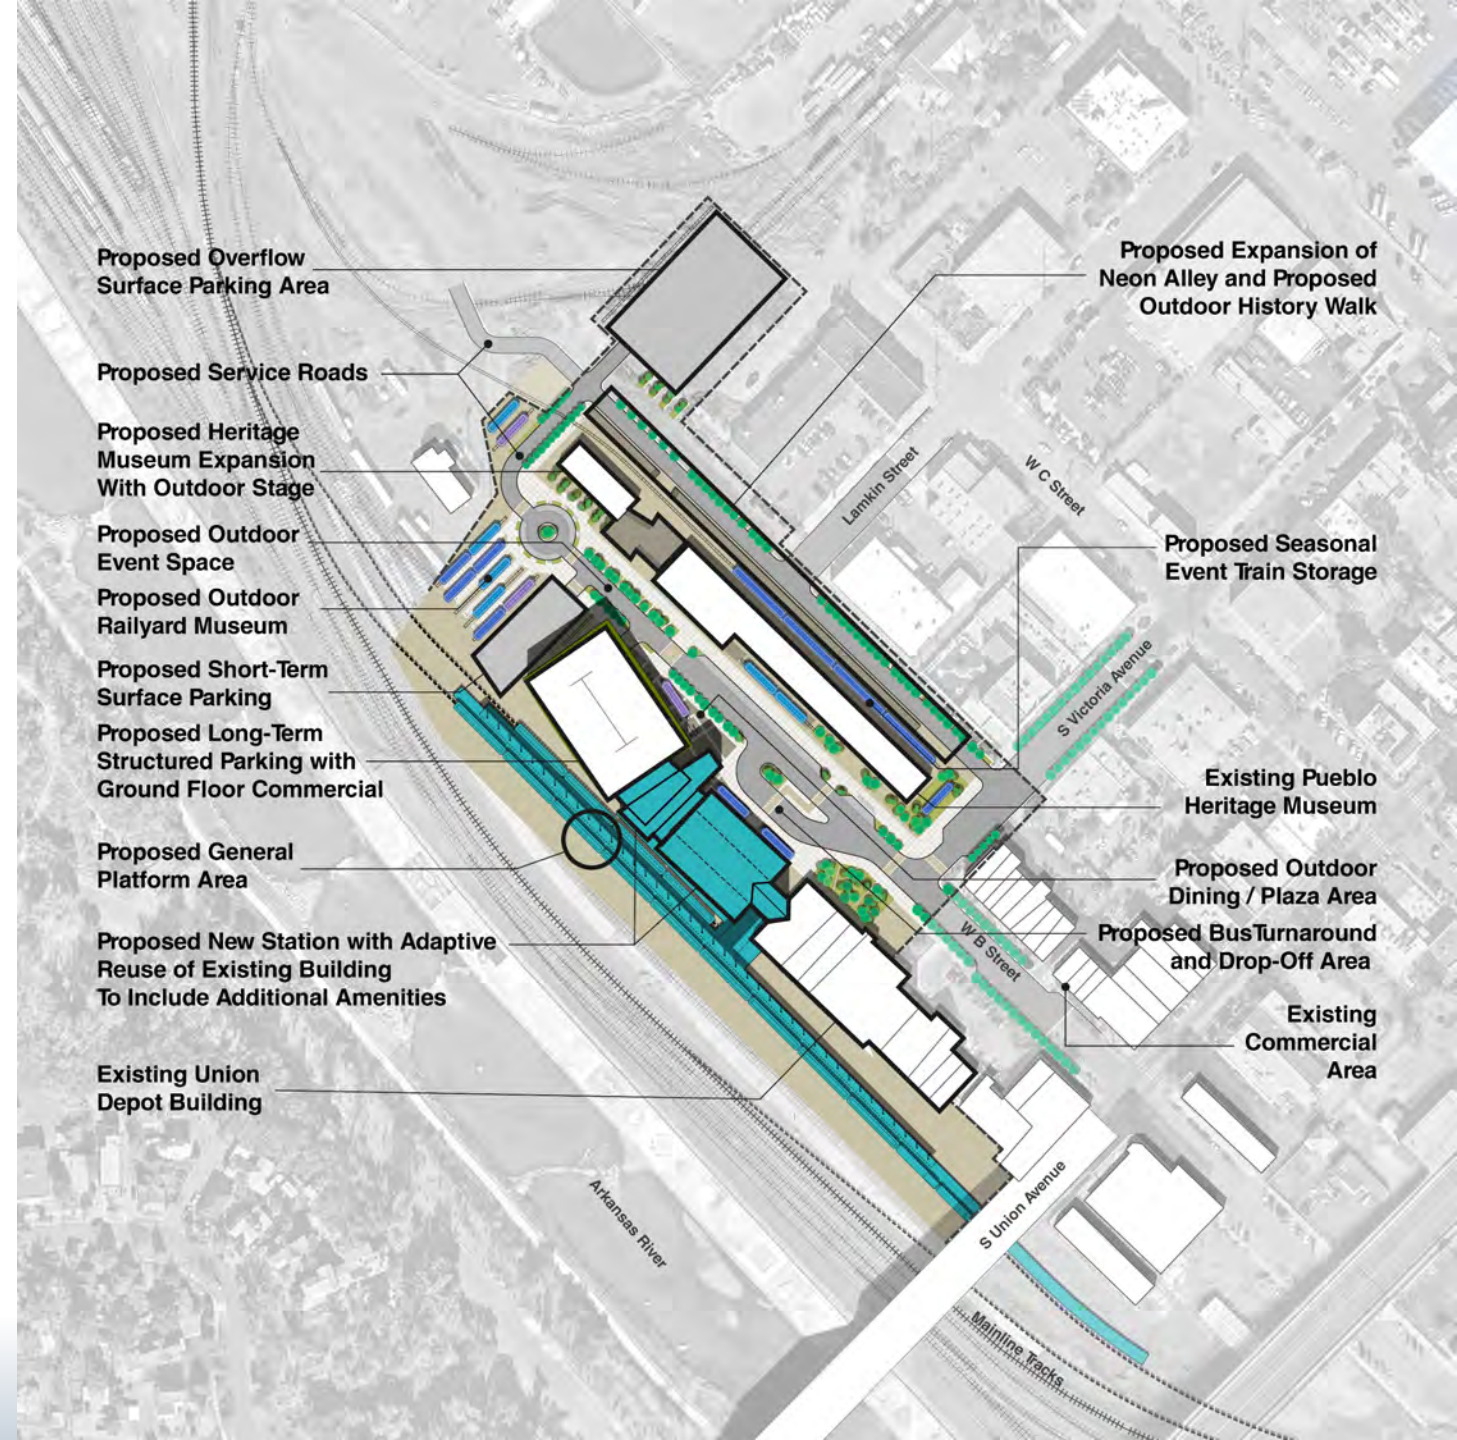 Proposed Overflow
Surface Parking Area
Proposed Service Roads
Proposed Heritage
Museum Expansion
With Outdoor Stage
Proposed Outdoor
Event Space
Proposed Outdoor
Railyard Museum
Proposed Short-Term
Surface Parking
Proposed Long-Term
Structured Parking with
Ground Floor Commercial
Proposed General
Platform Area
Proposed New Station with Adaptive
Reuse of Existing Building
To Include Additional Amenities
Existing Union
Depot Building
Proposed Expansion of
Neon Alley and Proposed
Outdoor History Walk
Proposed Seasonal
Event Train Storage
Existing Pueblo
Heritage Museum
Proposed Outdoor
Dining / Plaza Area
Proposed Bus Turnaround
and Drop-Off Area
Existing
Commercial
Area
Lamkin Street
W C Street
S Victoria Avenue
W B Street
S Union Avenue
Arkansas River
Mainline Tracks